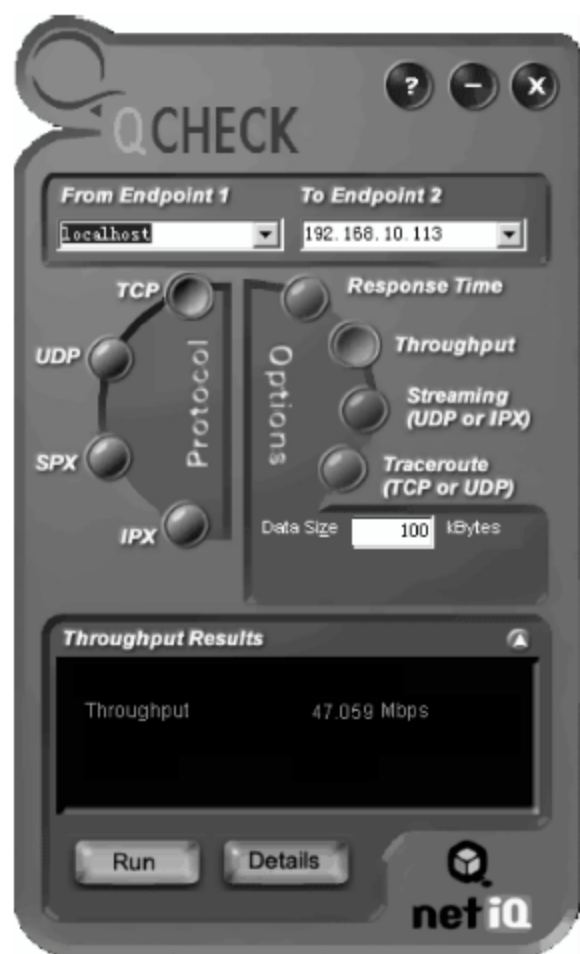 QCHECK
? – X
From Endpoint 1
To Endpoint 2
localhost
192.168.10.113
TCP
UDP
SPX
IPX
Protocol
Options
Response Time
Throughput
Streaming
(UDP or IPX)
Traceroute
(TCP or UDP)
Data Size 100 kBytes
Throughput Results
Throughput 47.059 Mbps
Run
Details
net iQ